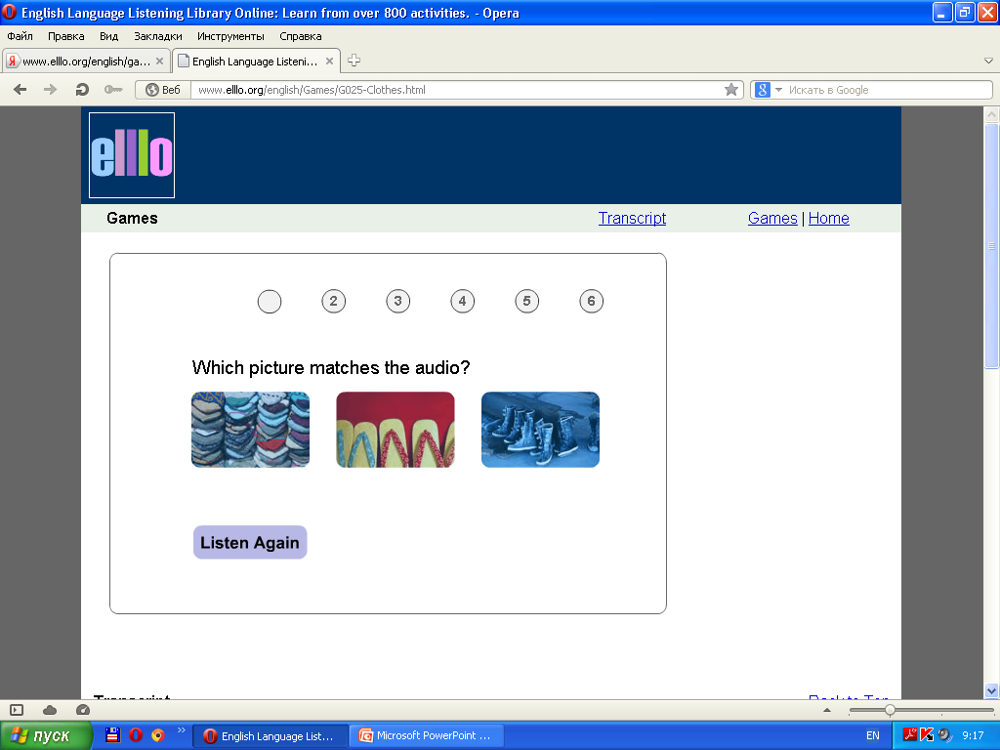 English Language Listening Library Online: Learn from over 800 activities. - Opera
Файл Правка Вид Закладки Инструменты Справка
www.elllo.org/english/ga... English Language Listeni...
Веб www.elllo.org/english/Games/G025-Clothes.html Искать в Google
elllo
Games Transcript Games | Home
2 3 4 5 6
Which picture matches the audio?
Listen Again
Transcript Back to Top
пуск English Language List... Microsoft PowerPoint ... EN 9:17